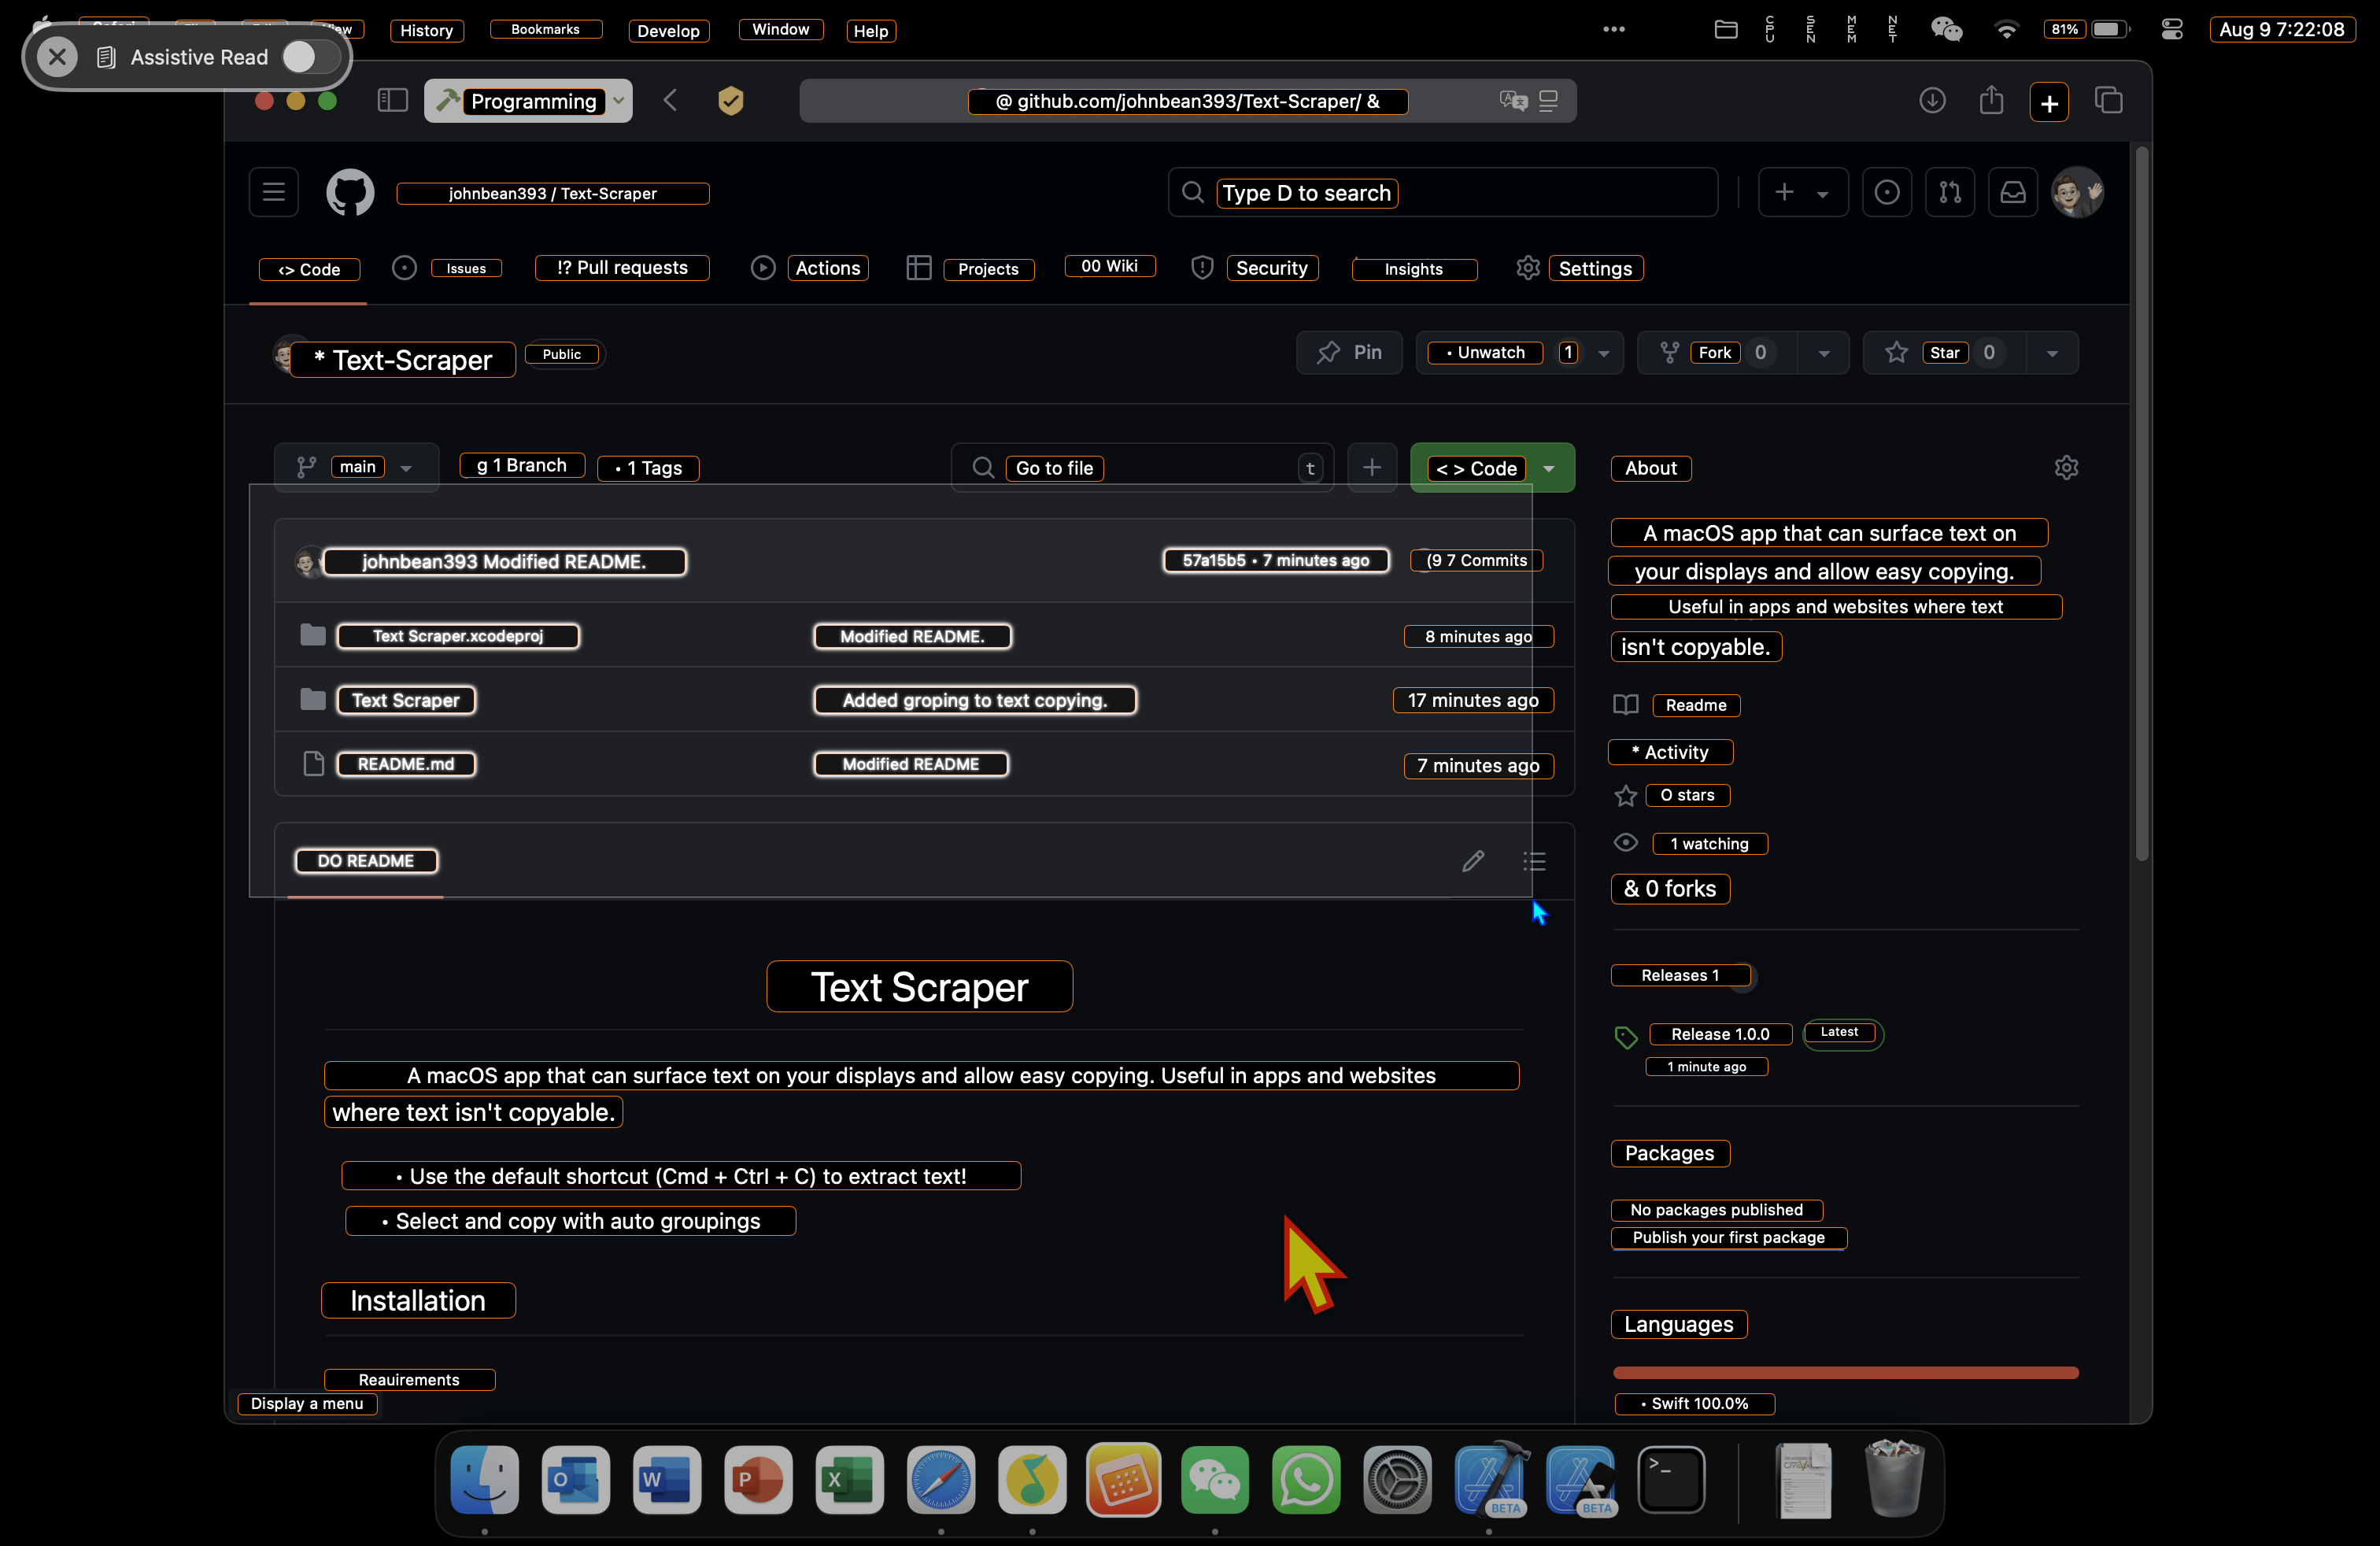 View History Bookmarks Develop Window Help ••• CPU SEN MEM NET 81% Aug 9 7:22:08
Assistive Read
Programming @ github.com/johnbean393/Text-Scraper/ & +
johnbean393 / Text-Scraper Type D to search
<> Code Issues !? Pull requests Actions Projects 00 Wiki Security Insights Settings
* Text-Scraper Public Pin • Unwatch 1 Fork 0 Star 0
main g 1 Branch • 1 Tags Go to file t < > Code
johnbean393 Modified README. 57a15b5 • 7 minutes ago (9 7 Commits
Text Scraper.xcodeproj Modified README. 8 minutes ago
Text Scraper Added groping to text copying. 17 minutes ago
README.md Modified README 7 minutes ago
DO README
Text Scraper
A macOS app that can surface text on your displays and allow easy copying. Useful in apps and websites
where text isn't copyable.
• Use the default shortcut (Cmd + Ctrl + C) to extract text!
• Select and copy with auto groupings
Installation
Reauirements
Display a menu
About
A macOS app that can surface text on
your displays and allow easy copying.
Useful in apps and websites where text
isn't copyable.
Readme
* Activity
O stars
1 watching
& 0 forks
Releases 1
Release 1.0.0 Latest
1 minute ago
Packages
No packages published
Publish your first package
Languages
• Swift 100.0%
O W P X BETA BETA >_